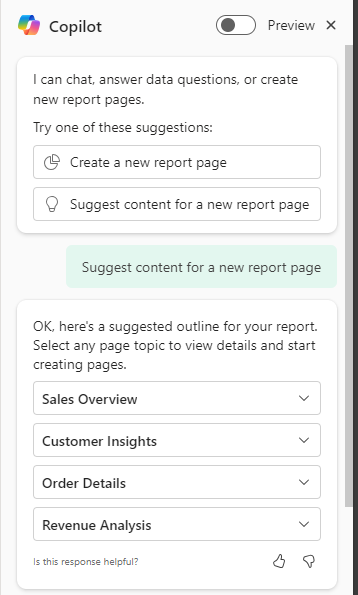 Copilot
Preview
I can chat, answer data questions, or create
new report pages.
Try one of these suggestions:
Create a new report page
Suggest content for a new report page
Suggest content for a new report page
OK, here's a suggested outline for your report.
Select any page topic to view details and start
creating pages.
Sales Overview
Customer Insights
Order Details
Revenue Analysis
Is this response helpful?